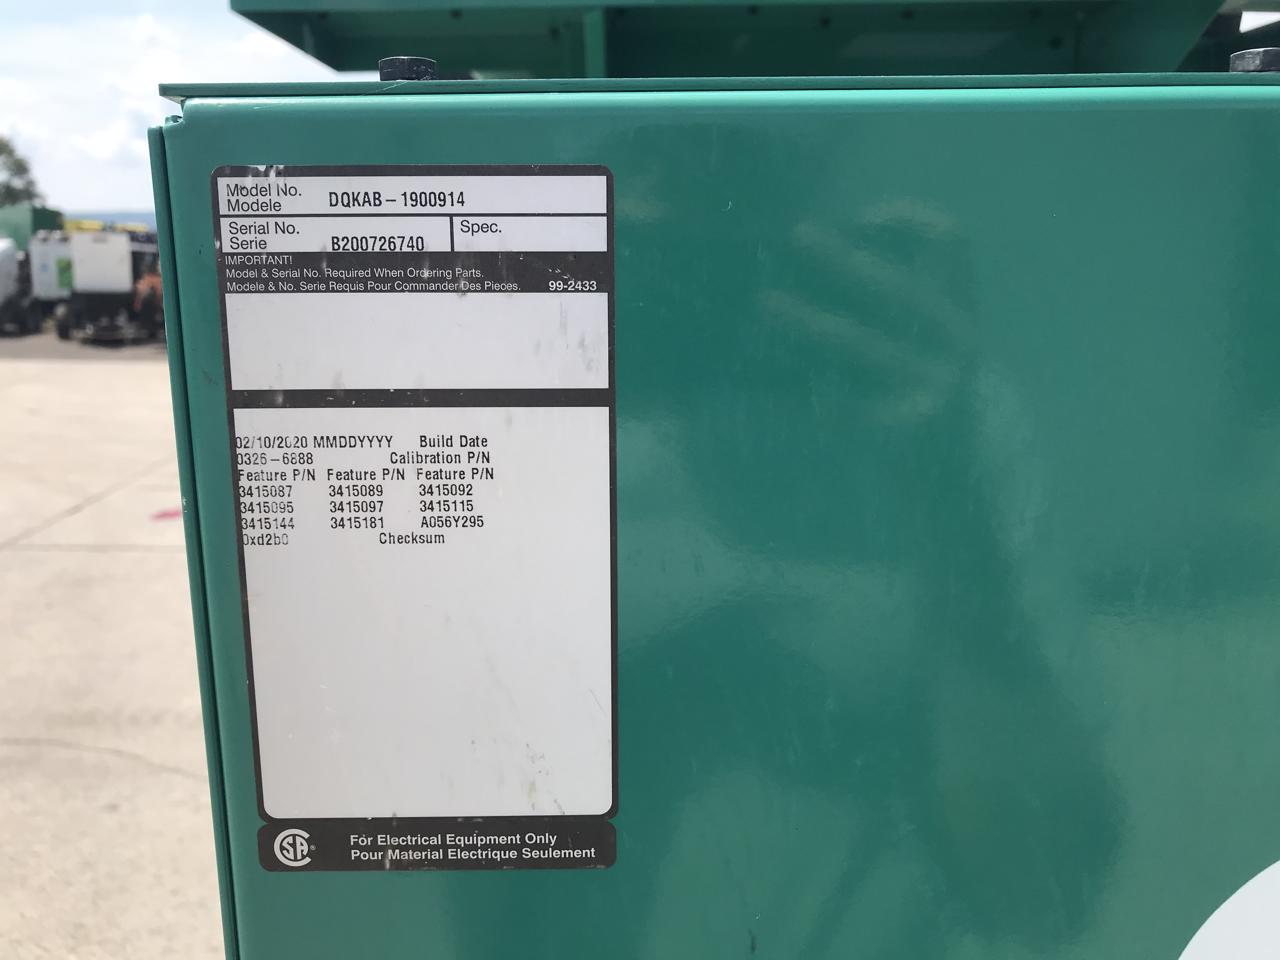 Model No.
Modele
DQKAB-1900914
Serial No.
Serie
B200726740
Spec.
IMPORTANT!
Model & Serial No. Required When Ordering Parts.
Modele & No. Serie Requis Pour Commander Des Pieces. 99-2433
02/10/2020 MMDDYYYY Build Date
0326-6888 Calibration P/N
Feature P/N Feature P/N Feature P/N
3415087 3415089 3415092
3415095 3415097 3415115
3415144 3415181 A056Y295
0xd2b0 Checksum
SA®
For Electrical Equipment Only
Pour Material Electrique Seulement